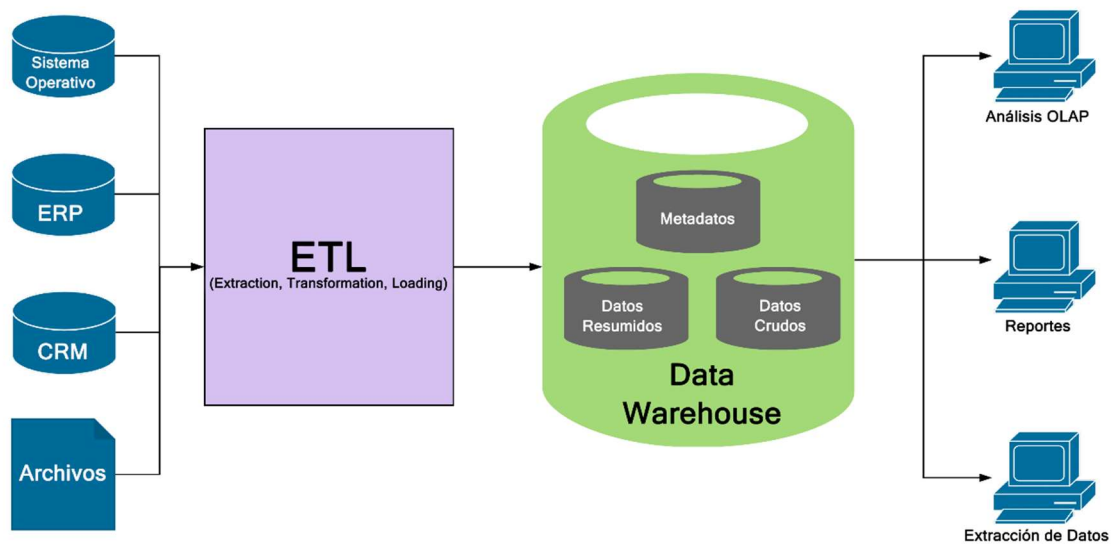 Sistema
Operativo
ERP
CRM
Archivos
ETL
(Extraction, Transformation, Loading)
Metadatos
Datos
Resumidos
Datos
Crudos
Data
Warehouse
Análisis OLAP
Reportes
Extracción de Datos